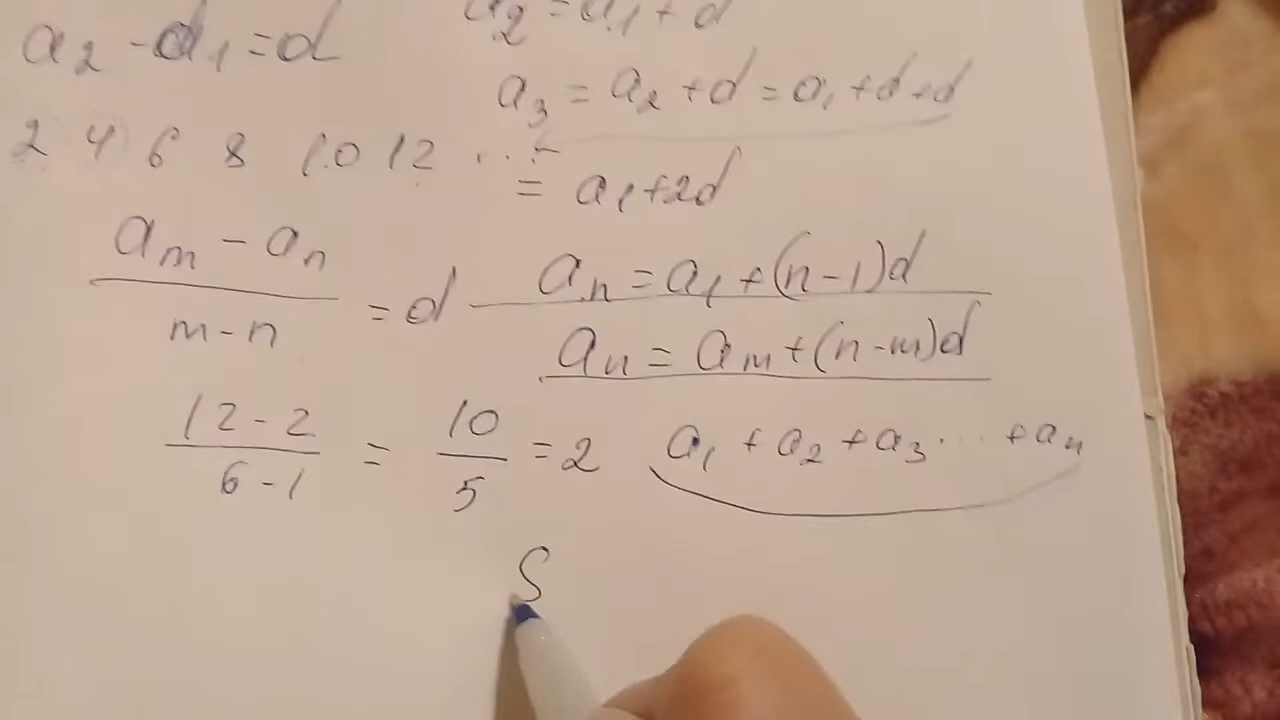 a₂ - a₁ = d
a₂ = a₁ + d
a₃ = a₂ + d = a₁ + d + d
= a₁ + 2d
2 4 6 8 10 12 ...
(aₘ - aₙ) / (m - n) = d
aₙ = a₁ + (n-1)d
aₙ = aₘ + (n-m)d
(12 - 2) / (6 - 1) = 10 / 5 = 2
a₁ + a₂ + a₃ ... + aₙ
S